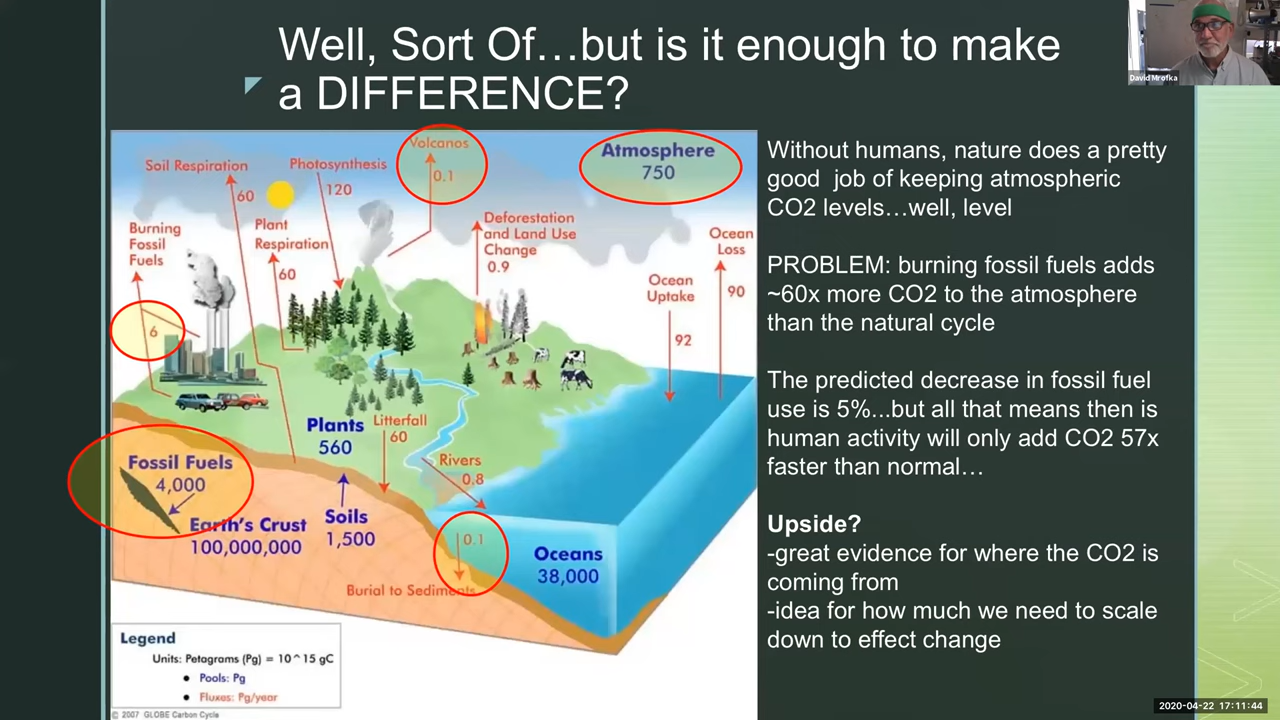 Well, Sort Of…but is it enough to make
a DIFFERENCE?
David Mrofka
Volcanos
0.1
Atmosphere
750
Soil Respiration
60
Photosynthesis
120
Burning
Fossil
Fuels
6
Plant
Respiration
60
Deforestation
and Land Use
Change
0.9
Ocean
Loss
90
Ocean
Uptake
92
Plants
560
Litterfall
60
Rivers
0.8
Fossil Fuels
4,000
Earth's Crust
100,000,000
Soils
1,500
0.1
Burial to Sediments
Oceans
38,000
Legend
Units: Petagrams (Pg) = 10^15 gC
• Pools: Pg
• Fluxes: Pg/year
© 2007 GLOBE Carbon Cycle
Without humans, nature does a pretty
good job of keeping atmospheric
CO2 levels…well, level
PROBLEM: burning fossil fuels adds
~60x more CO2 to the atmosphere
than the natural cycle
The predicted decrease in fossil fuel
use is 5%...but all that means then is
human activity will only add CO2 57x
faster than normal…
Upside?
-great evidence for where the CO2 is
coming from
-idea for how much we need to scale
down to effect change
2020-04-22 17:11:44